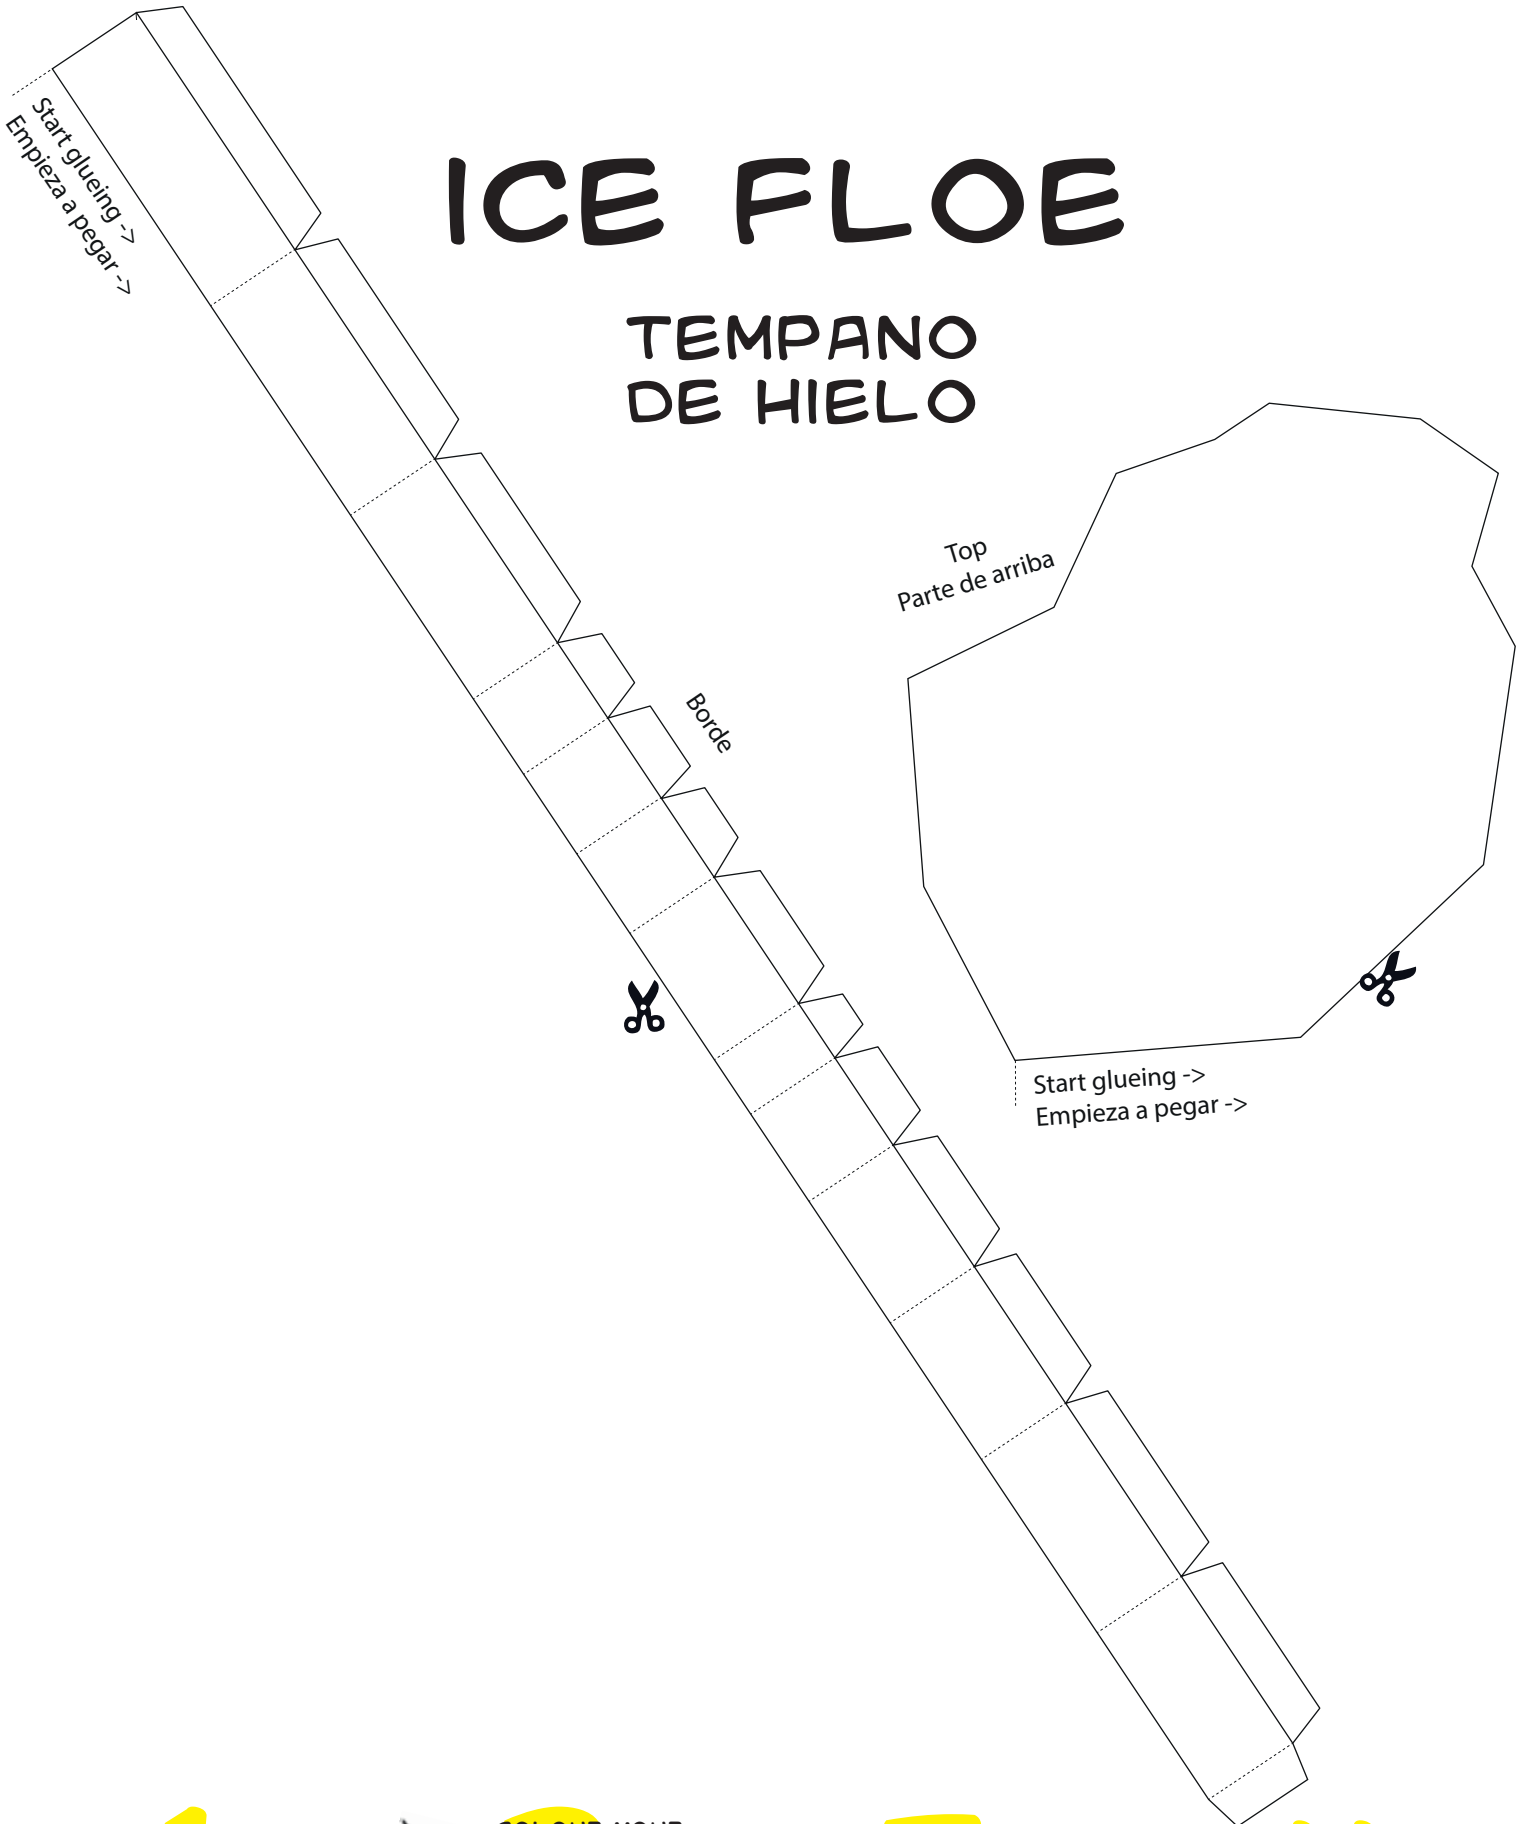 ICE FLOE
TEMPANO
DE HIELO
Start glueing ->
Empieza a pegar ->
Top
Parte de arriba
Borde
Start glueing ->
Empieza a pegar ->